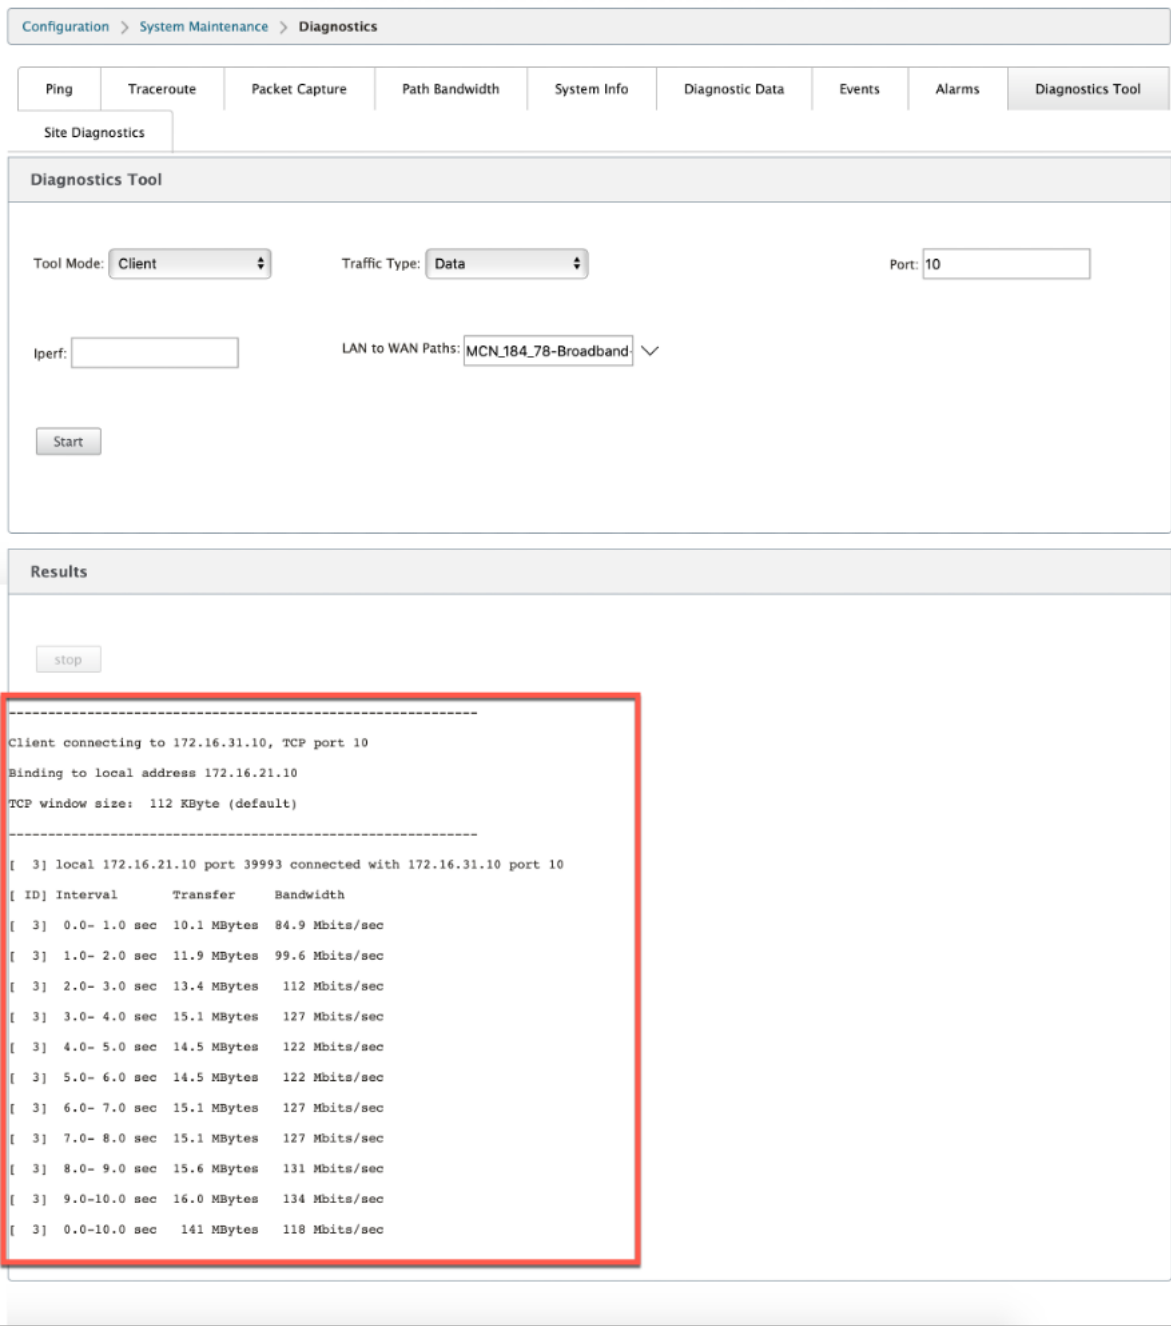 Configuration > System Maintenance > Diagnostics
Ping Traceroute Packet Capture Path Bandwidth System Info Diagnostic Data Events Alarms Diagnostics Tool
Site Diagnostics
Diagnostics Tool
Tool Mode: Client Traffic Type: Data Port: 10
Iperf: LAN to WAN Paths: MCN_184_78-Broadband-
Start
Results
stop
------------------------------------------------------------
Client connecting to 172.16.31.10, TCP port 10
Binding to local address 172.16.21.10
TCP window size:  112 KByte (default)
------------------------------------------------------------
[  3] local 172.16.21.10 port 39993 connected with 172.16.31.10 port 10
[ ID] Interval       Transfer     Bandwidth
[  3]  0.0- 1.0 sec  10.1 MBytes  84.9 Mbits/sec
[  3]  1.0- 2.0 sec  11.9 MBytes  99.6 Mbits/sec
[  3]  2.0- 3.0 sec  13.4 MBytes   112 Mbits/sec
[  3]  3.0- 4.0 sec  15.1 MBytes   127 Mbits/sec
[  3]  4.0- 5.0 sec  14.5 MBytes   122 Mbits/sec
[  3]  5.0- 6.0 sec  14.5 MBytes   122 Mbits/sec
[  3]  6.0- 7.0 sec  15.1 MBytes   127 Mbits/sec
[  3]  7.0- 8.0 sec  15.1 MBytes   127 Mbits/sec
[  3]  8.0- 9.0 sec  15.6 MBytes   131 Mbits/sec
[  3]  9.0-10.0 sec  16.0 MBytes   134 Mbits/sec
[  3]  0.0-10.0 sec   141 MBytes   118 Mbits/sec